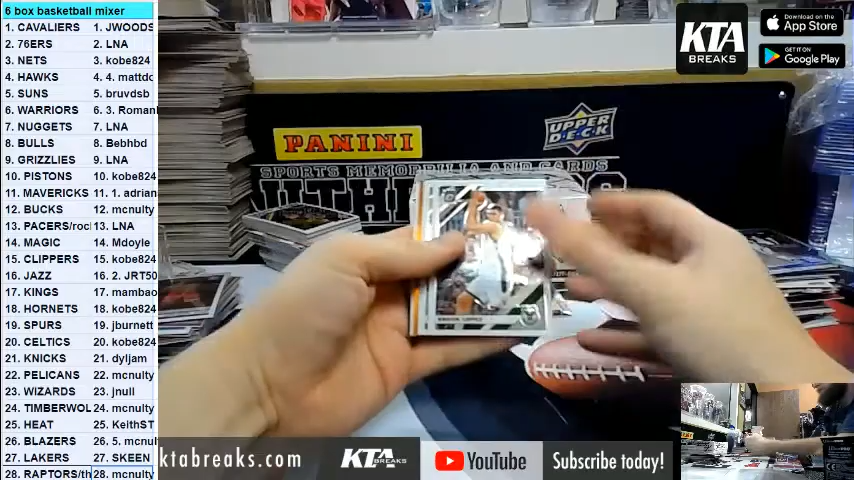 6 box basketball mixer
1. CAVALIERS 1. JWOODS
2. 76ERS 2. LNA
3. NETS 3. kobe824
4. HAWKS 4. 4. mattdc
5. SUNS 5. bruvdsb
6. WARRIORS 6. 3. Romani
7. NUGGETS 7. LNA
8. BULLS 8. Bebhbd
9. GRIZZLIES 9. LNA
10. PISTONS 10. kobe824
11. MAVERICKS 11. 1. adrian
12. BUCKS 12. mcnulty
13. PACERS/roc 13. LNA
14. MAGIC 14. Mdoyle
15. CLIPPERS 15. kobe824
16. JAZZ 16. 2. JRT50
17. KINGS 17. mambao
18. HORNETS 18. kobe824
19. SPURS 19. jburnett
20. CELTICS 20. kobe824
21. KNICKS 21. dyljam
22. PELICANS 22. mcnulty
23. WIZARDS 23. jnull
24. TIMBERWOL 24. mcnulty
25. HEAT 25. KeithST
26. BLAZERS 26. 5. mcnul
27. LAKERS 27. SKEEN
28. RAPTORS/th 28. mcnulty
KTA
BREAKS
Download on the
App Store
GET IT ON
Google Play
PANINI
UPPER
DECK
SPORTS MEMORABILIA AND CARDS
ktabreaks.com
KTA BREAKS
YouTube
Subscribe today!